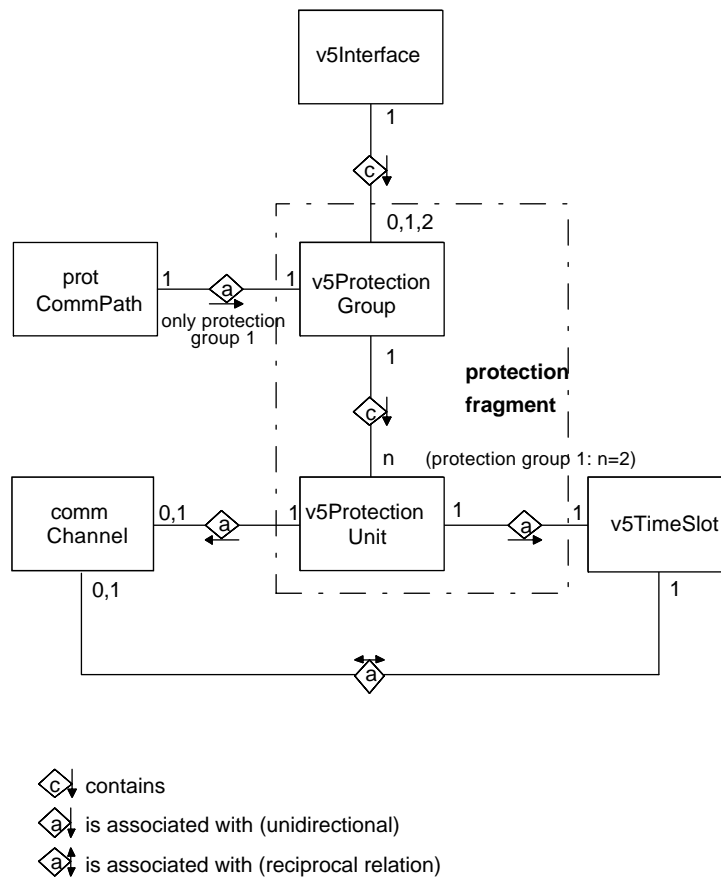 v5Interface
1
c
0,1,2
prot
CommPath
1
a
1
v5Protection
Group
only protection
group 1
1
protection
fragment
c
n
(protection group 1: n=2)
comm
Channel
0,1
a
1
v5Protection
Unit
1
a
1
v5TimeSlot
0,1
1
a
c contains
a is associated with (unidirectional)
a is associated with (reciprocal relation)